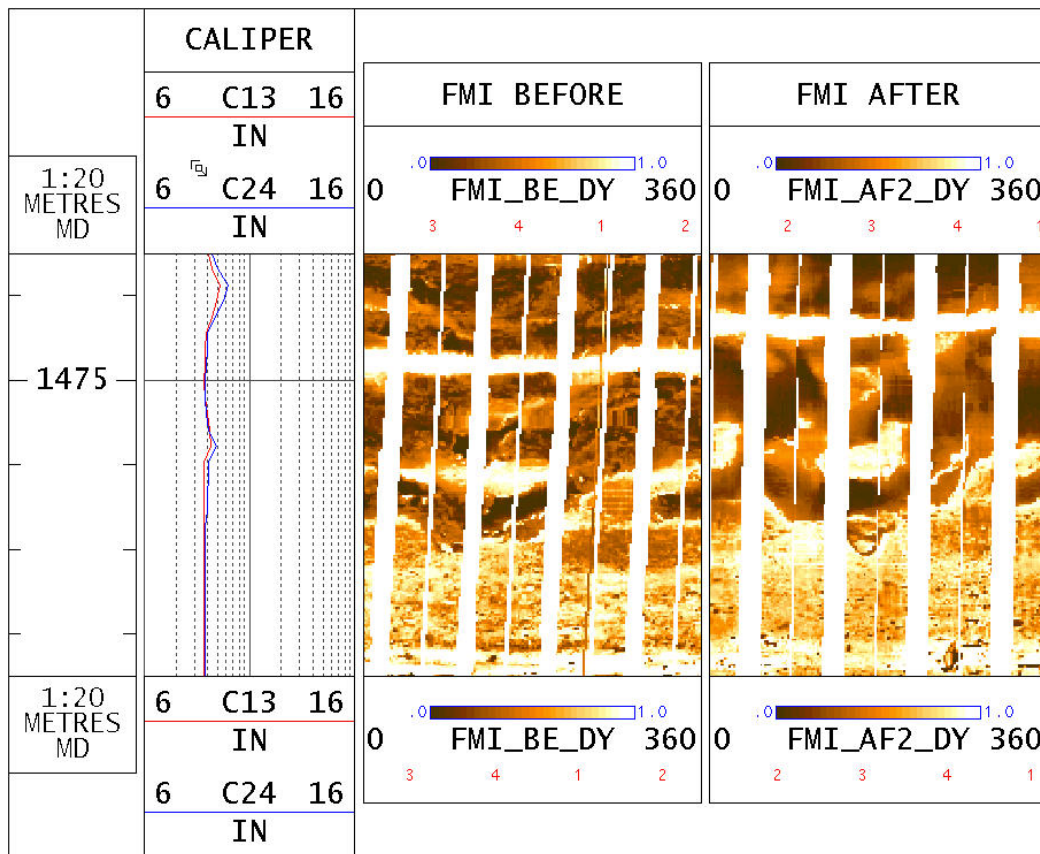 CALIPER
6 C13 16
IN
6 C24 16
IN
1:20
METRES
MD
FMI BEFORE
.0 1.0
0 FMI_BE_DY 360
3 4 1 2
FMI AFTER
.0 1.0
0 FMI_AF2_DY 360
2 3 4 1
1475
1:20
METRES
MD
6 C13 16
IN
6 C24 16
IN
.0 1.0
0 FMI_BE_DY 360
3 4 1 2
.0 1.0
0 FMI_AF2_DY 360
2 3 4 1